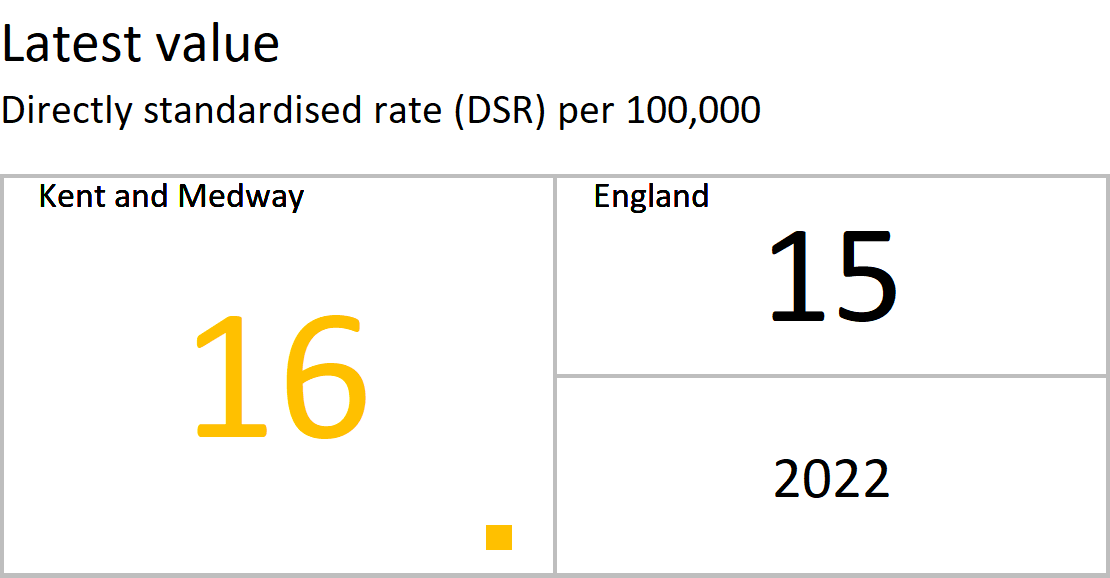 Latest value
Directly standardised rate (DSR) per 100,000
Kent and Medway
16
England
15
2022